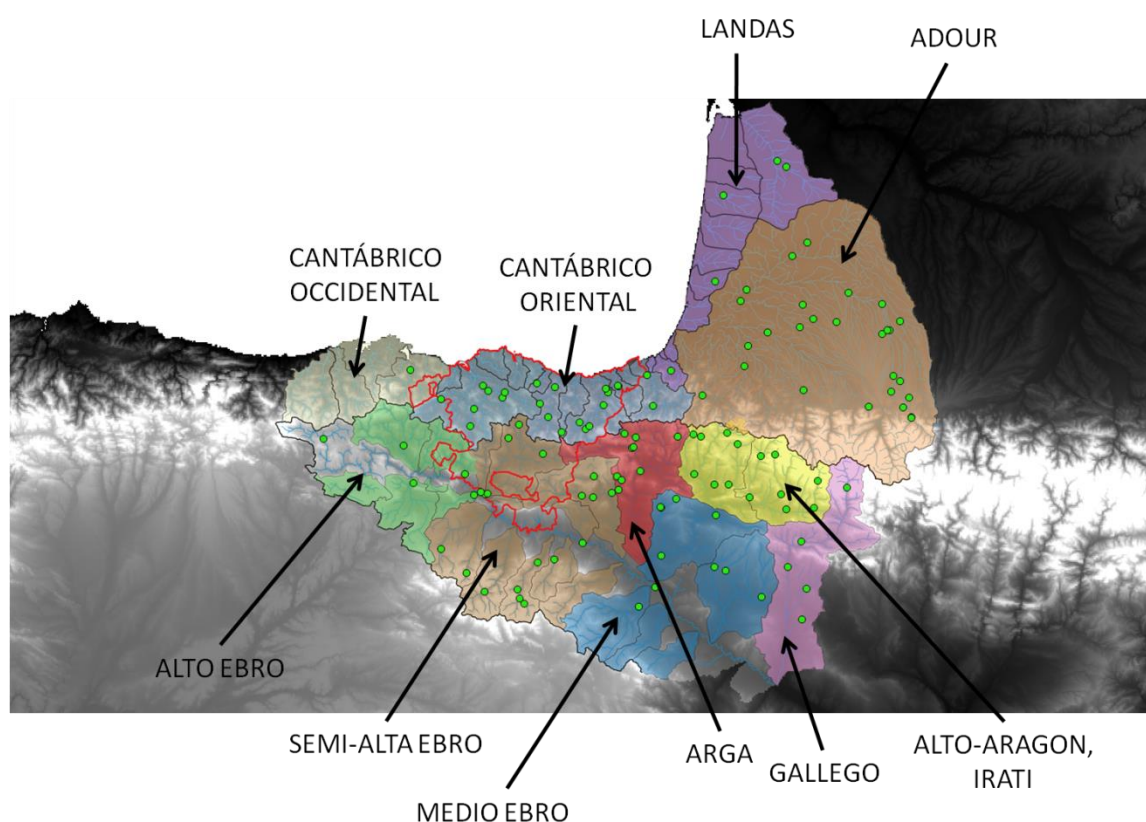 LANDAS
ADOUR
CANTÁBRICO
OCCIDENTAL
CANTÁBRICO
ORIENTAL
ALTO EBRO
SEMI-ALTA EBRO
MEDIO EBRO
ARGA
GALLEGO
ALTO-ARAGON,
IRATI